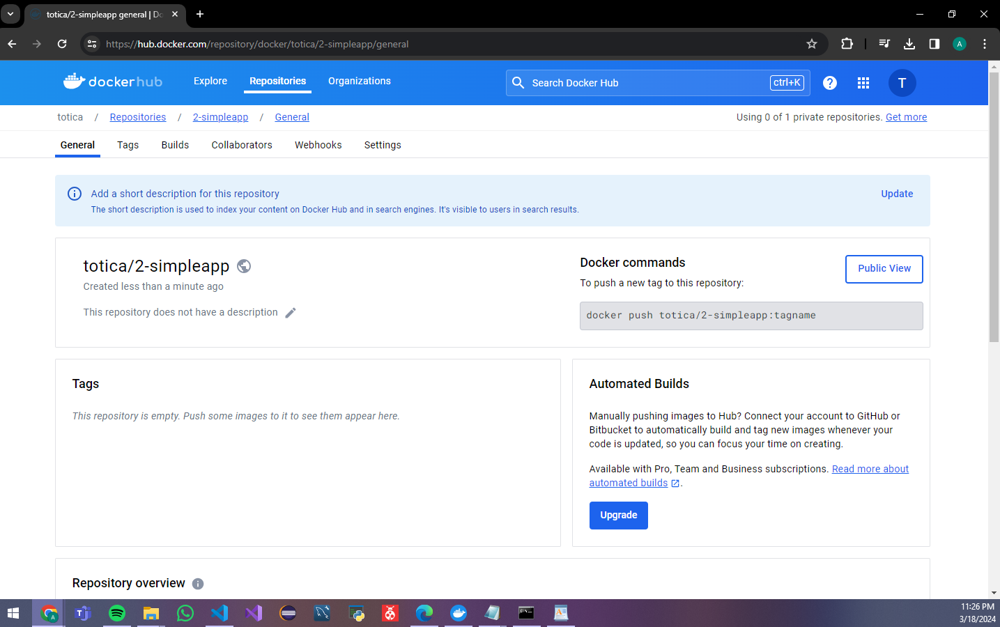 totica/2-simpleapp general | Do
https://hub.docker.com/repository/docker/totica/2-simpleapp/general
A
dockerhub
Explore
Repositories
Organizations
Search Docker Hub
ctrl+K
?
T
totica / Repositories / 2-simpleapp / General
Using 0 of 1 private repositories. Get more
General
Tags
Builds
Collaborators
Webhooks
Settings
Add a short description for this repository
Update
The short description is used to index your content on Docker Hub and in search engines. It's visible to users in search results.
totica/2-simpleapp
Created less than a minute ago
This repository does not have a description
Docker commands
Public View
To push a new tag to this repository:
docker push totica/2-simpleapp:tagname
Tags
This repository is empty. Push some images to it to see them appear here.
Automated Builds
Manually pushing images to Hub? Connect your account to GitHub or
Bitbucket to automatically build and tag new images whenever your
code is updated, so you can focus your time on creating.
Available with Pro, Team and Business subscriptions. Read more about
automated builds.
Upgrade
Repository overview
11:26 PM
3/18/2024